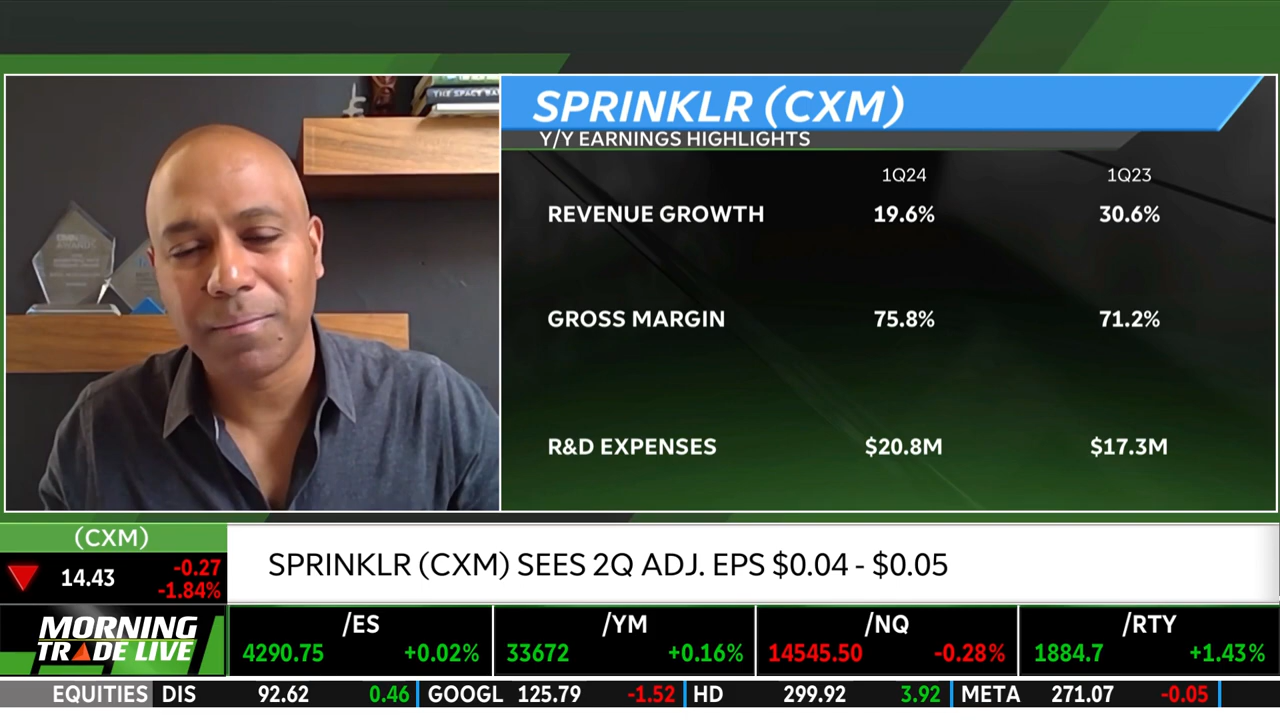 THE SPACE BA
SPRINKLR (CXM)
Y/Y EARNINGS HIGHLIGHTS
1Q24 1Q23
REVENUE GROWTH 19.6% 30.6%
GROSS MARGIN 75.8% 71.2%
R&D EXPENSES $20.8M $17.3M
(CXM)
14.43 -0.27
-1.84%
SPRINKLR (CXM) SEES 2Q ADJ. EPS $0.04 - $0.05
MORNING
TRADE LIVE
/ES
4290.75 +0.02%
/YM
33672 +0.16%
/NQ
14545.50 -0.28%
/RTY
1884.7 +1.43%
EQUITIES DIS 92.62 0.46 GOOGL 125.79 -1.52 HD 299.92 3.92 META 271.07 -0.05